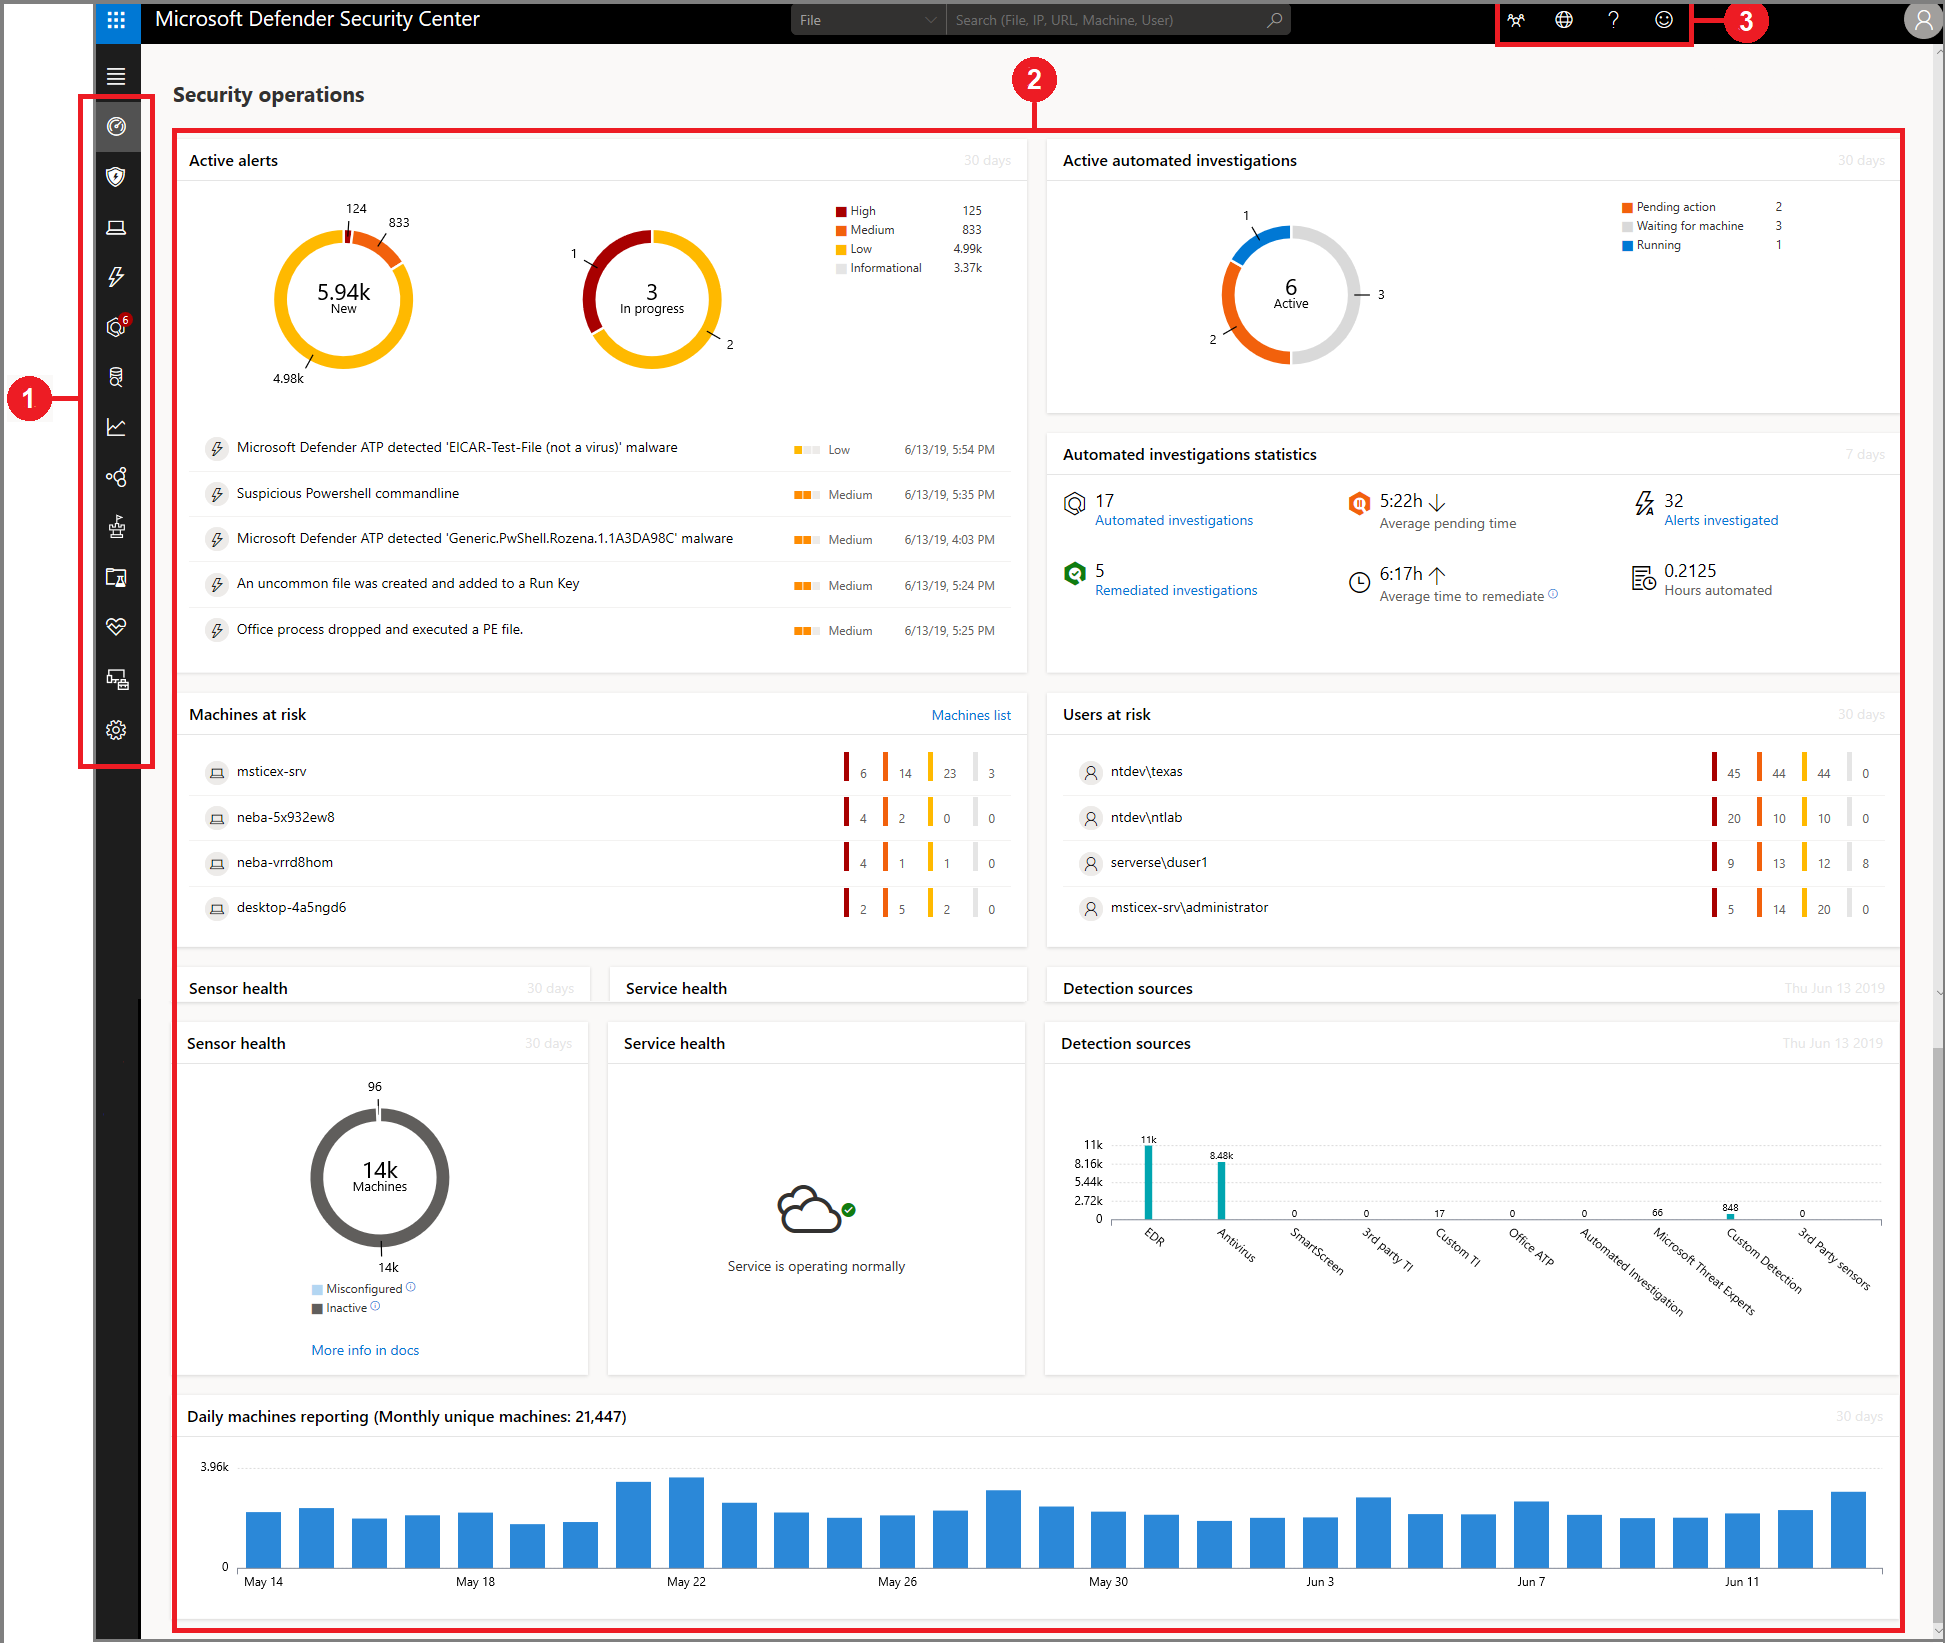 Microsoft Defender Security Center
File
Search (File, IP, URL, Machine, User)
?
3
1
6
Security operations
2
Active alerts 30 days
124
833
5.94k
New
4.98k
1
3
In progress
2
High 125
Medium 833
Low 4.99k
Informational 3.37k
Microsoft Defender ATP detected 'EICAR-Test-File (not a virus)' malware Low 6/13/19, 5:54 PM
Suspicious Powershell commandline Medium 6/13/19, 5:35 PM
Microsoft Defender ATP detected 'Generic.PwShell.Rozena.1.1A3DA98C' malware Medium 6/13/19, 4:03 PM
An uncommon file was created and added to a Run Key Medium 6/13/19, 5:24 PM
Office process dropped and executed a PE file. Medium 6/13/19, 5:25 PM
Active automated investigations 30 days
1
6
Active
3
2
Pending action 2
Waiting for machine 3
Running 1
Automated investigations statistics 7 days
17
Automated investigations
5:22h
Average pending time
32
Alerts investigated
5
Remediated investigations
6:17h
Average time to remediate
0.2125
Hours automated
Machines at risk Machines list
msticex-srv 6 14 23 3
neba-5x932ew8 4 2 0 0
neba-vrrd8hom 4 1 1 0
desktop-4a5ngd6 2 5 2 0
Users at risk 30 days
ntdev\texas 45 44 44 0
ntdev\ntlab 20 10 10 0
serverse\duser1 9 13 12 8
msticex-srv\administrator 5 14 20 0
Sensor health 30 days
Service health
Detection sources Thu Jun 13 2019
Sensor health 30 days
96
14k
Machines
14k
Misconfigured
Inactive
More info in docs
Service health
Service is operating normally
Detection sources Thu Jun 13 2019
11k
8.16k
5.44k
2.72k
0
11k 8.48k 0 0 17 0 0 66 848 0
EDR
Antivirus
SmartScreen
3rd party TI
Custom TI
Office ATP
Automated Investigation
Microsoft Threat Experts
Custom Detection
3rd Party sensors
Daily machines reporting (Monthly unique machines: 21,447) 30 days
3.96k
0
May 14 May 18 May 22 May 26 May 30 Jun 3 Jun 7 Jun 11